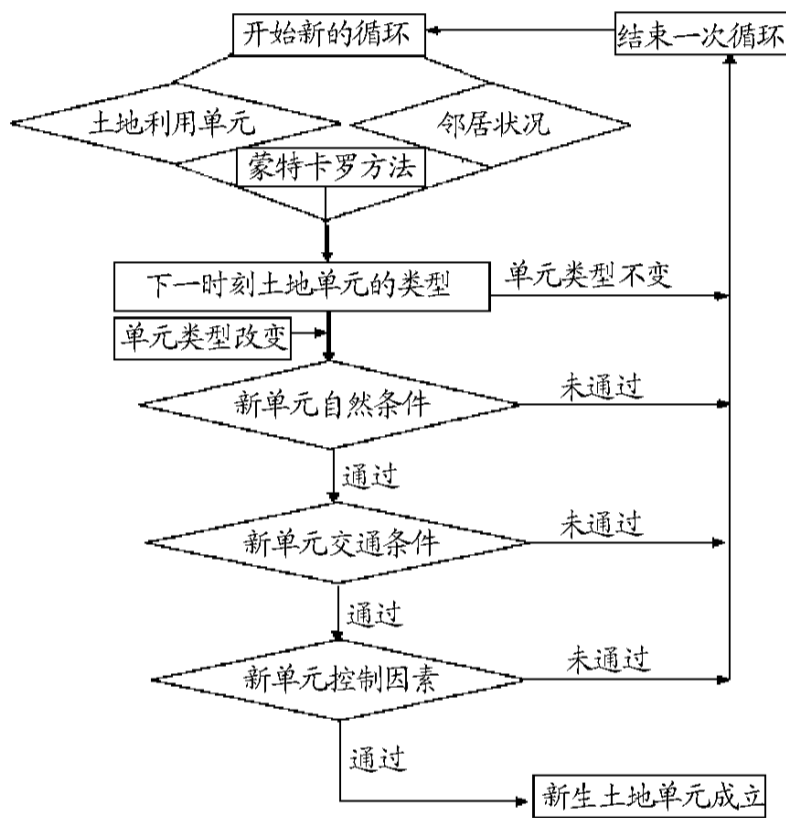 开始新的循环
结束一次循环
土地利用单元
邻居状况
蒙特卡罗方法
下一时刻土地单元的类型
单元类型不变
单元类型改变
新单元自然条件
未通过
通过
新单元交通条件
未通过
通过
新单元控制因素
未通过
通过
新生土地单元成立